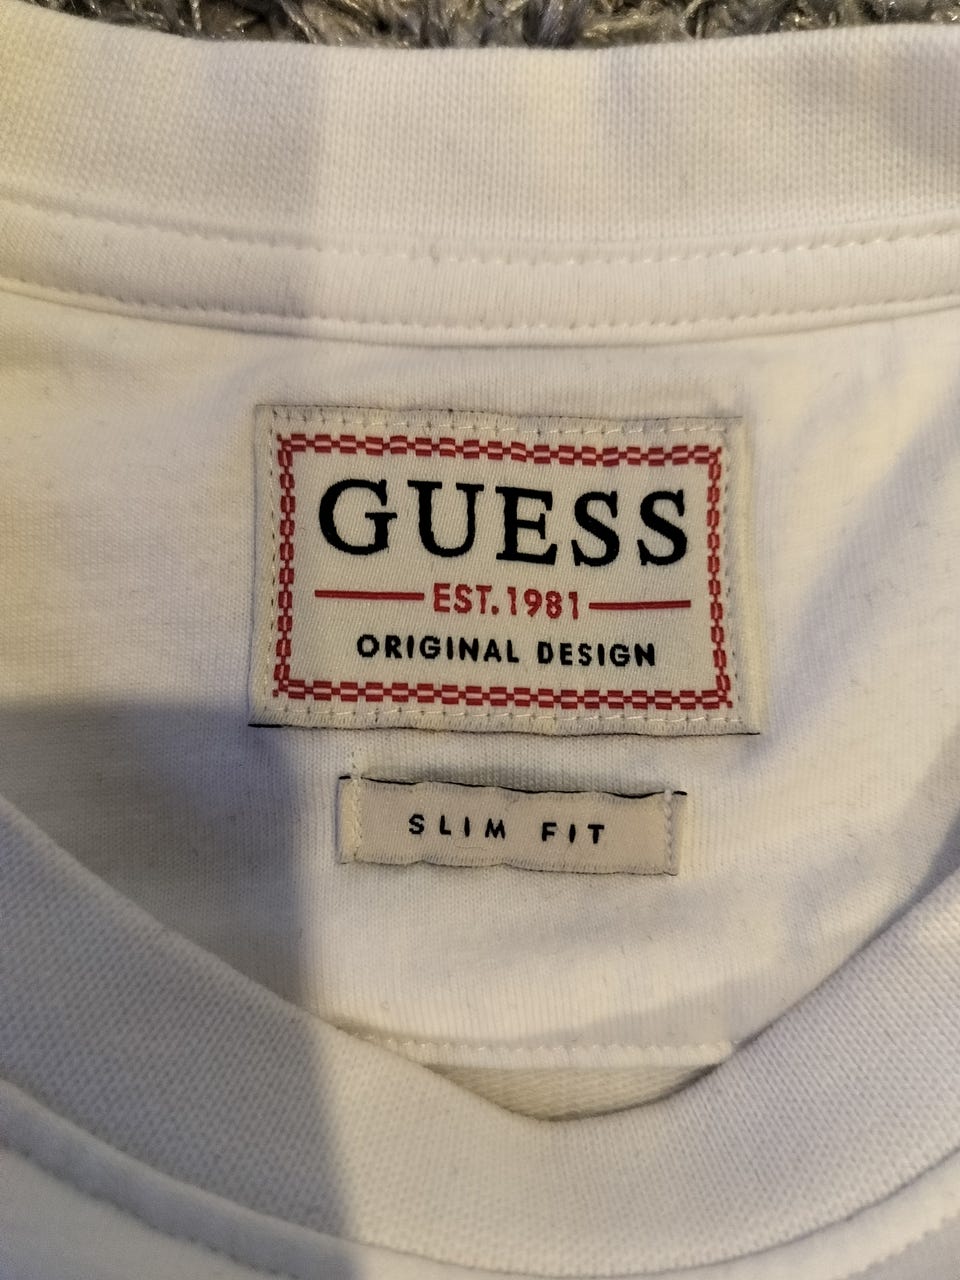 GUESS
EST.1981
ORIGINAL DESIGN
SLIM FIT